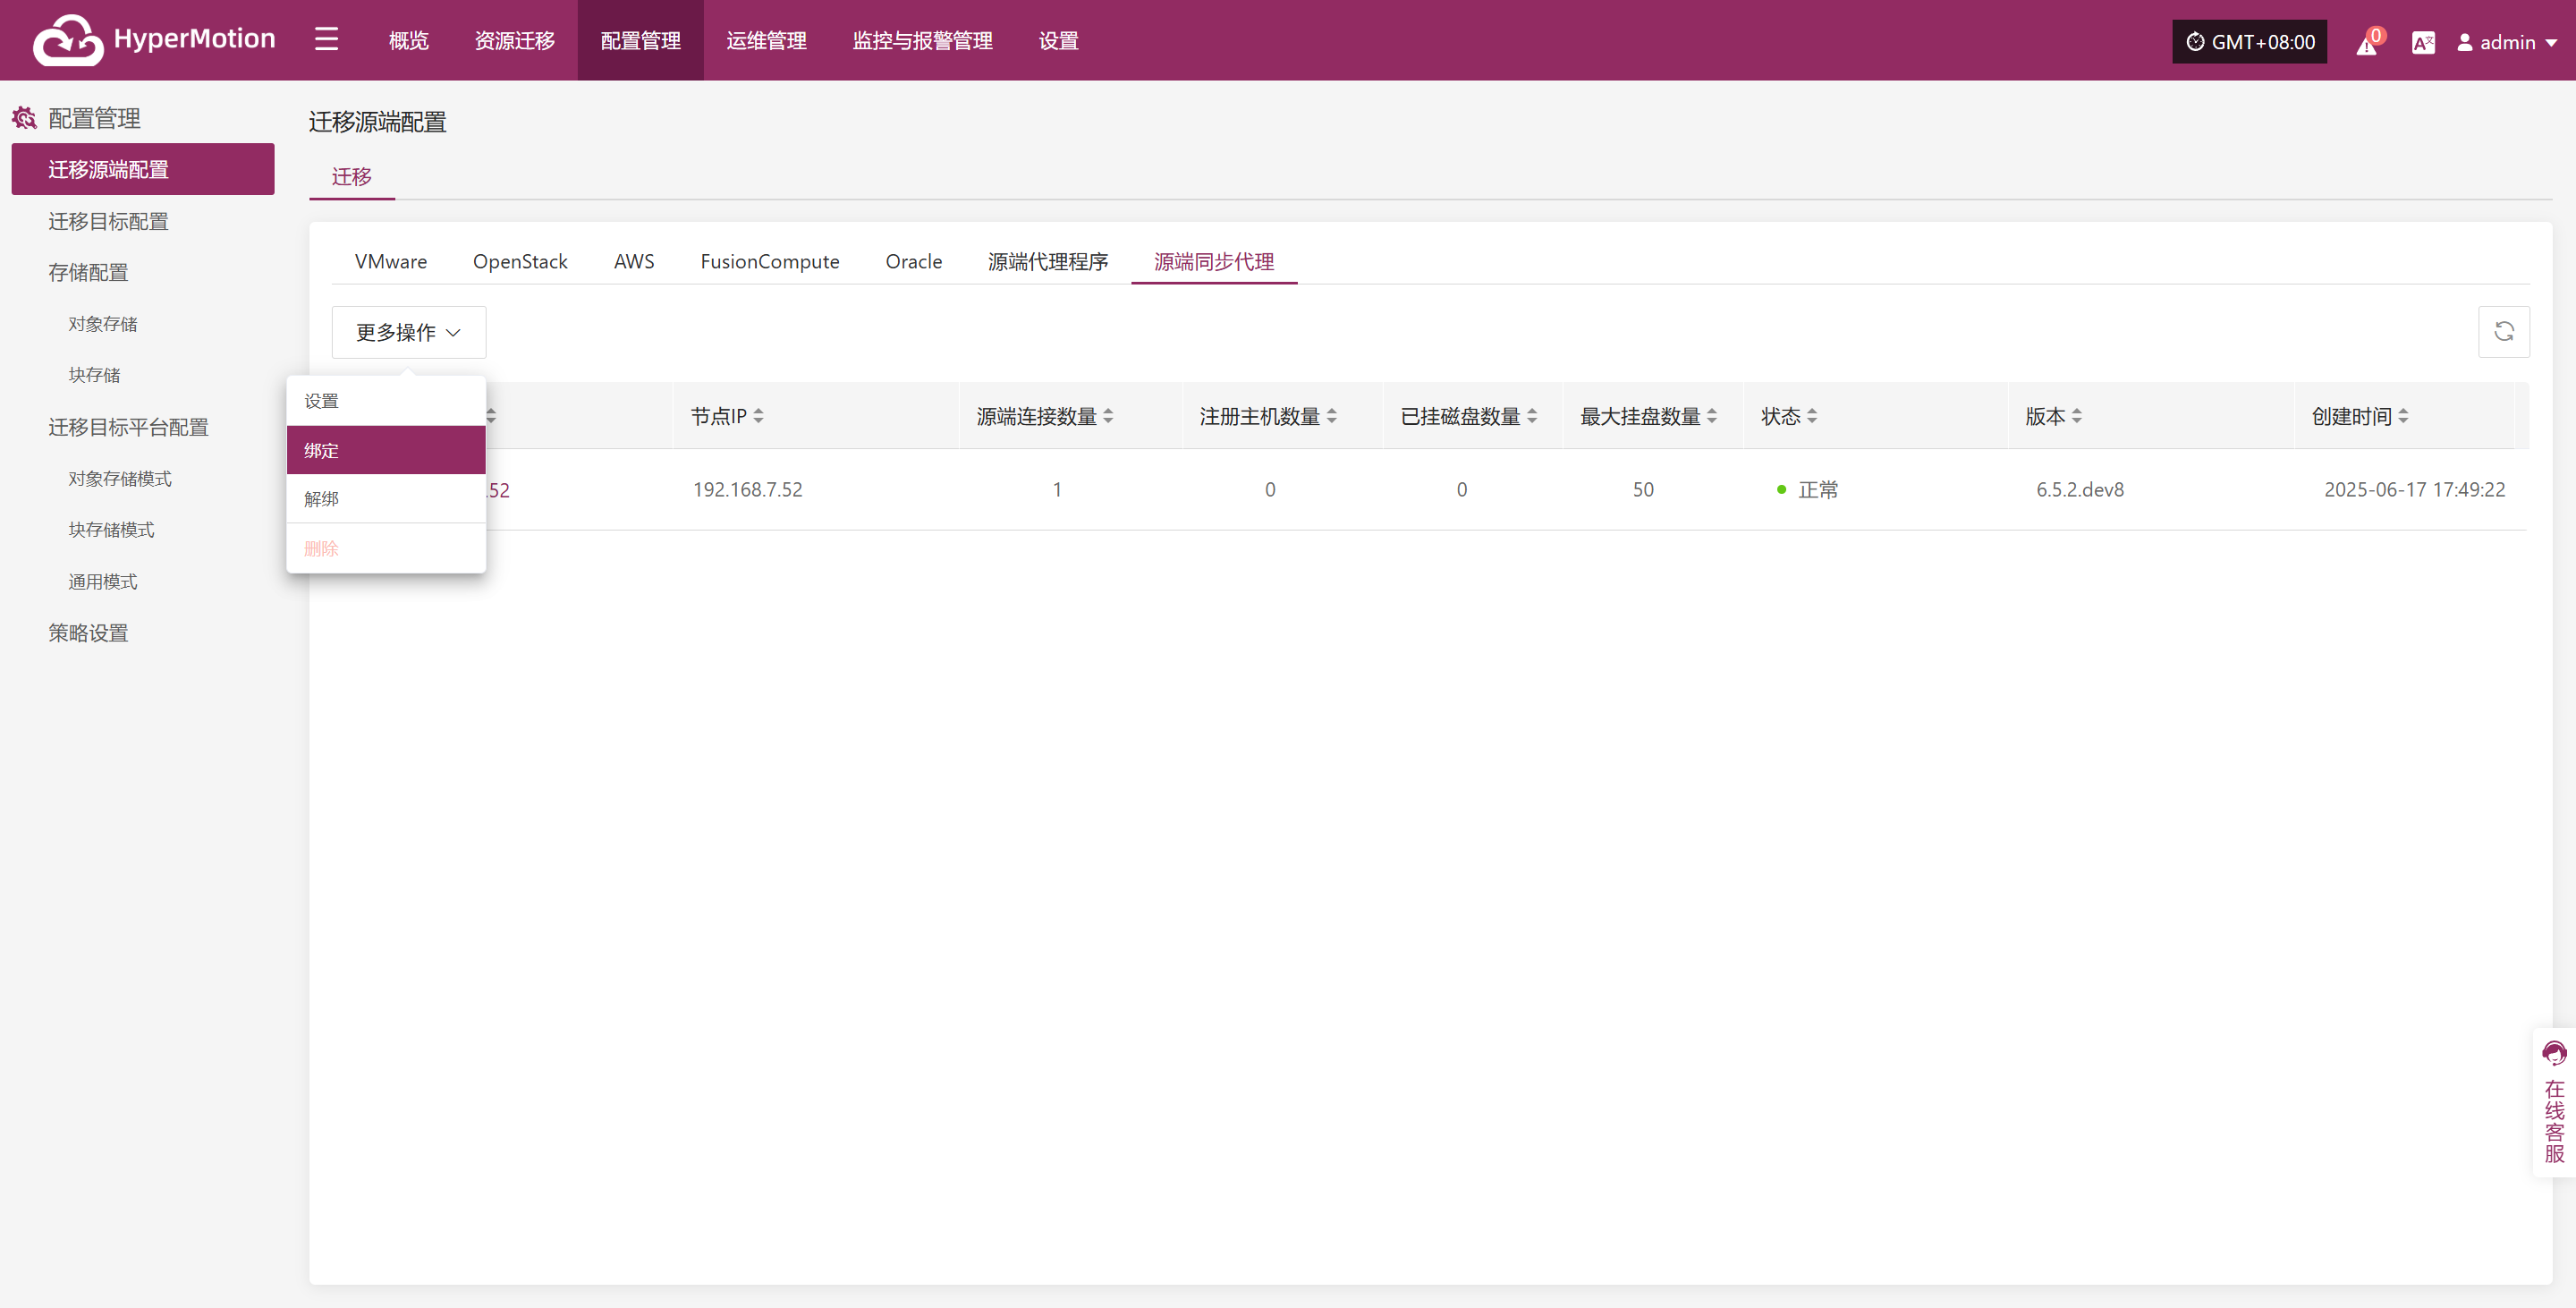 HyperMotion 概览 资源迁移 配置管理 运维管理 监控与报警管理 设置 GMT+08:00 0 admin
配置管理
迁移源端配置
迁移目标配置
存储配置
对象存储
块存储
迁移目标平台配置
对象存储模式
块存储模式
通用模式
策略设置
迁移源端配置
迁移
VMware OpenStack AWS FusionCompute Oracle 源端代理程序 源端同步代理
更多操作
设置
绑定
解绑
删除
节点IP 源端连接数量 注册主机数量 已挂磁盘数量 最大挂盘数量 状态 版本 创建时间
.52 192.168.7.52 1 0 0 50 正常 6.5.2.dev8 2025-06-17 17:49:22
在线客服